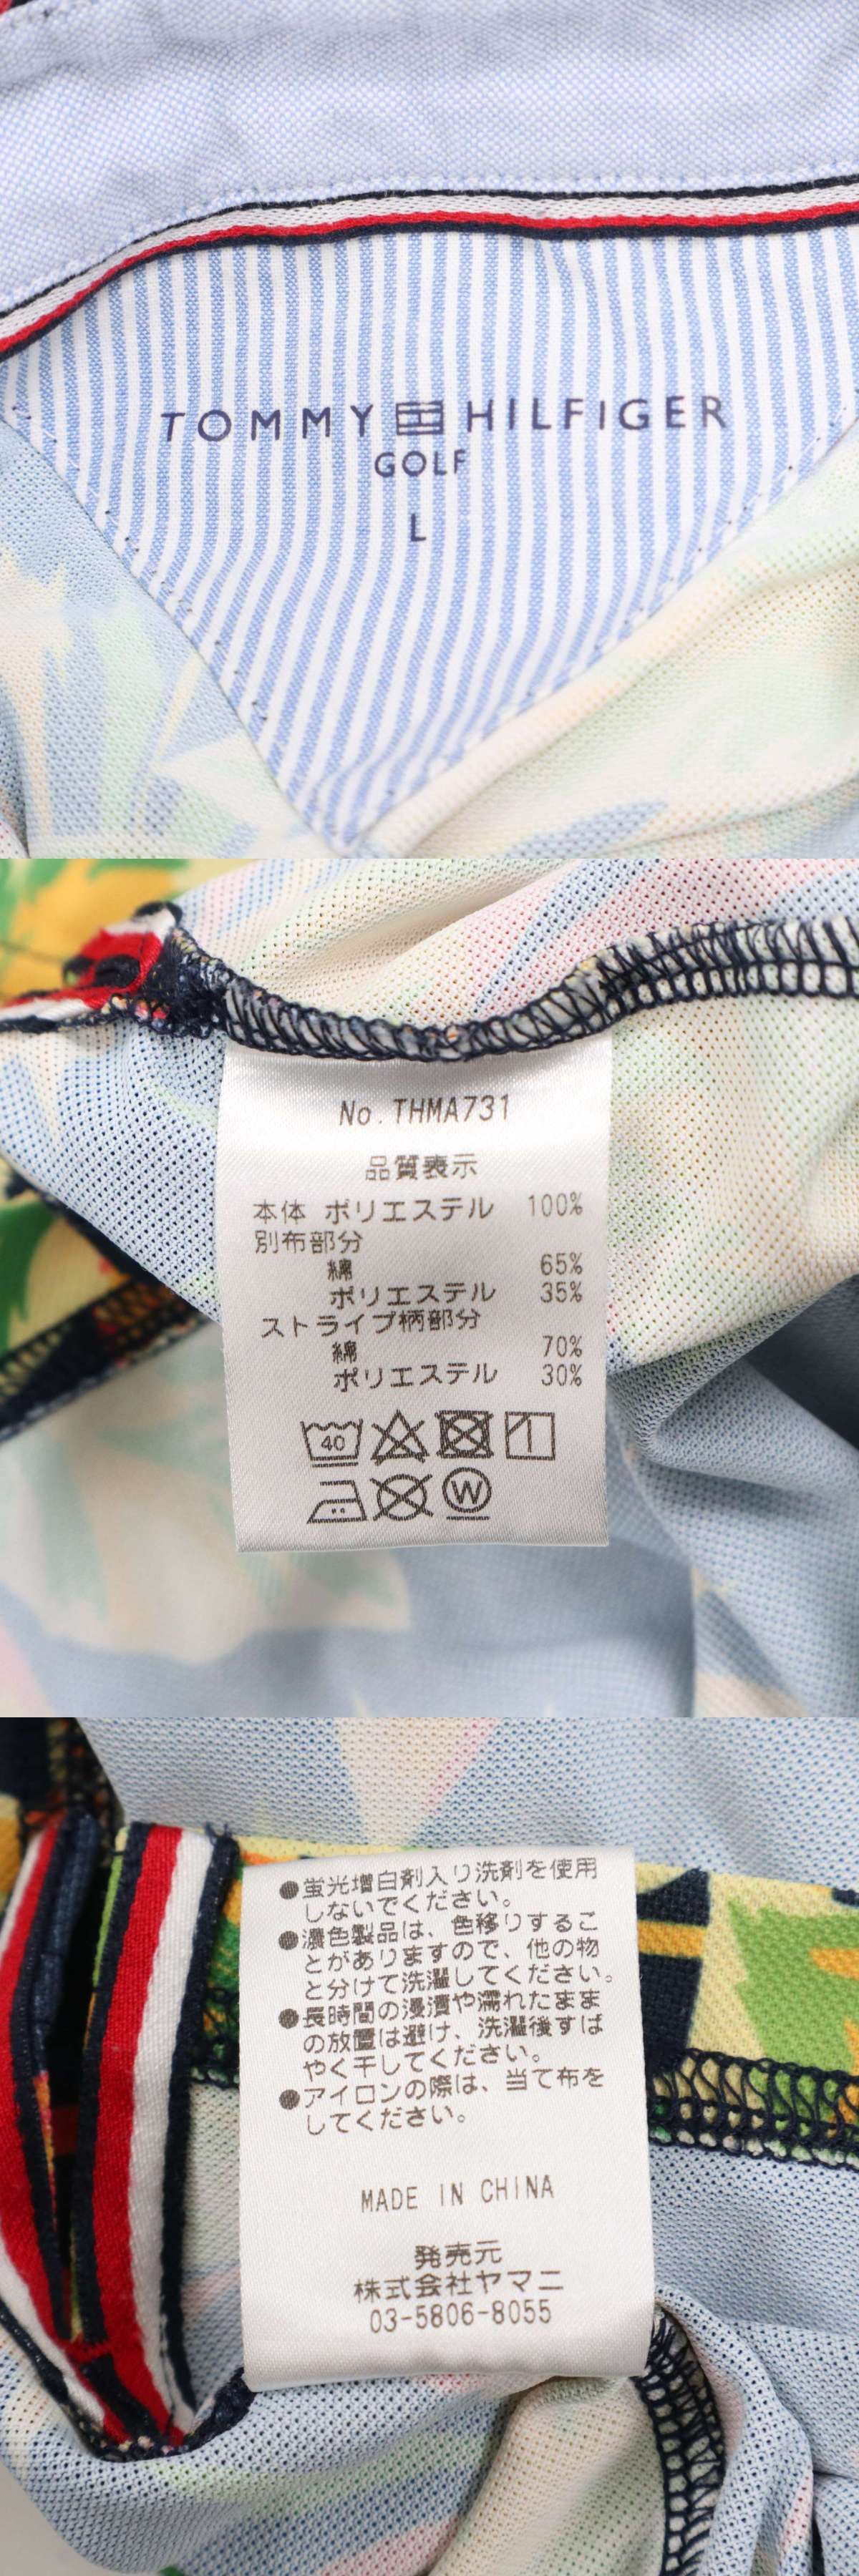 TOMMY HILFIGER
GOLF
L
No.THMA731
品質表示
本体 ポリエステル 100%
別布部分
綿 65%
ポリエステル 35%
ストライプ柄部分
綿 70%
ポリエステル 30%
40
W
●蛍光増白剤入り洗剤を使用
しないでください。
●濃色製品は、色移りするこ
とがありますので、他の物
と分けて洗濯してください。
●長時間の浸漬や濡れたまま
の放置は避け、洗濯後すば
やく干してください。
●アイロンの際は、当て布を
してください。
MADE IN CHINA
発売元
株式会社ヤマニ
03-5806-8055